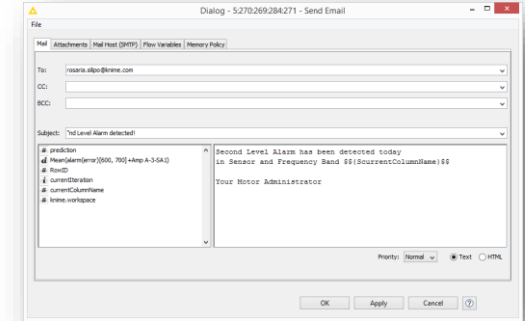 Dialog - 5:270:269:284:271 - Send Email
File
Mail Attachments Mail Host (SMTP) Flow Variables Memory Policy
To: rosaria.silipo@knime.com
CC:
BCC:
Subject: "nd Level Alarm detected!
prediction
Mean(alarm(error)[600, 700]+Amp A-3-SA1)
RowID
currentIteration
currentColumnName
knime.workspace
Second Level Alarm has been detected today
in Sensor and Frequency Band $${ScurrentColumnName}$$
Your Motor Administrator
Priority: Normal Text HTML
OK Apply Cancel ?